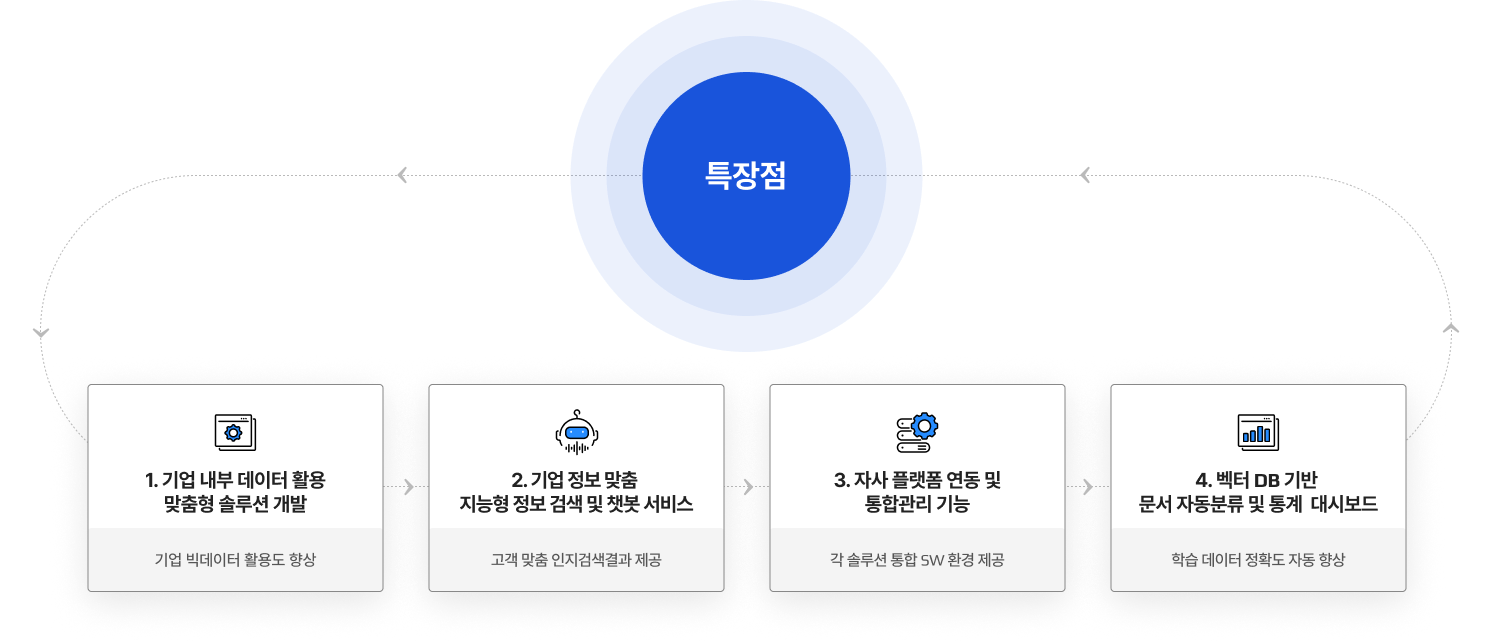 특장점
1. 기업 내부 데이터 활용
맞춤형 솔루션 개발
기업 빅데이터 활용도 향상
2. 기업 정보 맞춤
지능형 정보 검색 및 챗봇 서비스
고객 맞춤 인지검색결과 제공
3. 자사 플랫폼 연동 및
통합관리 기능
각 솔루션 통합 SW 환경 제공
4. 벡터 DB 기반
문서 자동분류 및 통계 대시보드
학습 데이터 정확도 자동 향상